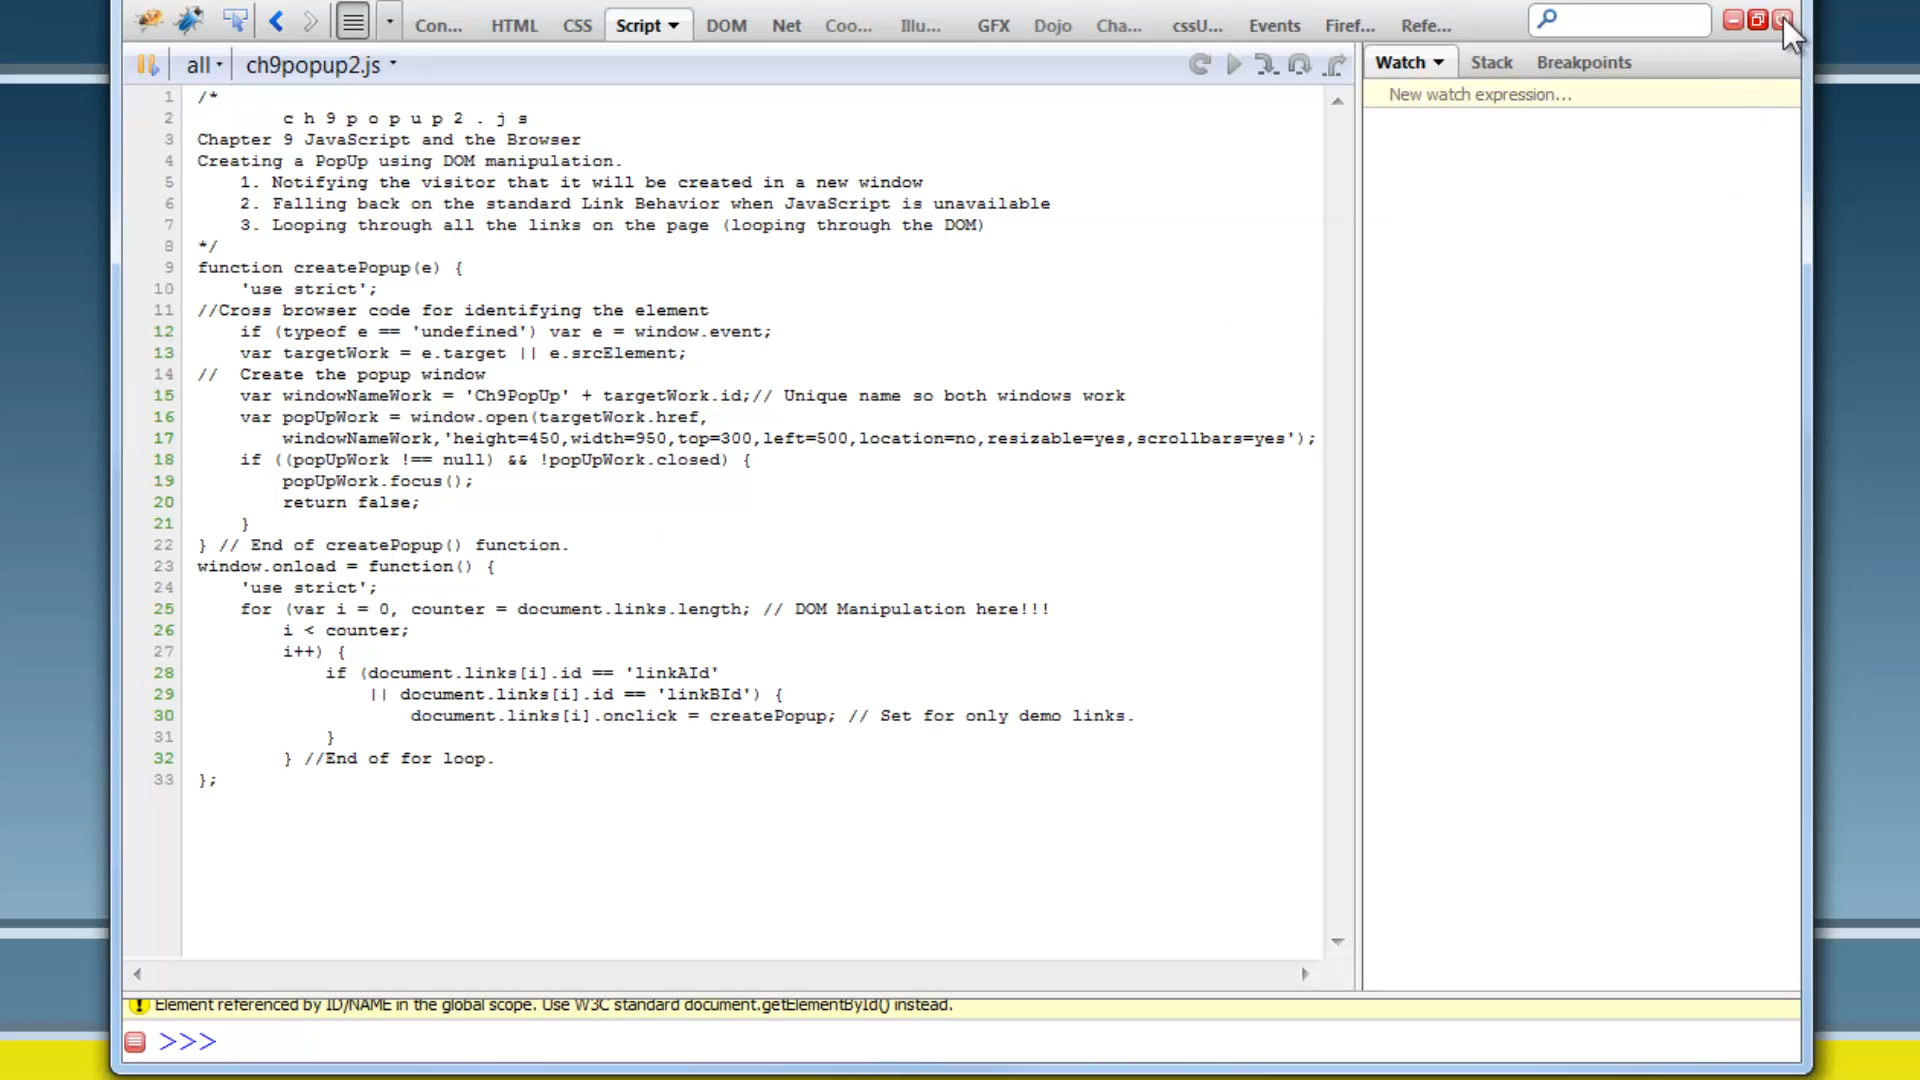 Con... HTML CSS Script DOM Net Coo... Illu... GFX Dojo Cha... cssU... Events Firef... Refe...
all ch9popup2.js
Watch Stack Breakpoints
New watch expression...
1 /*
2 c h 9 p o p u p 2 . j s
3 Chapter 9 JavaScript and the Browser
4 Creating a PopUp using DOM manipulation.
5 1. Notifying the visitor that it will be created in a new window
6 2. Falling back on the standard Link Behavior when JavaScript is unavailable
7 3. Looping through all the links on the page (looping through the DOM)
8 */
9 function createPopup(e) {
10 'use strict';
11 //Cross browser code for identifying the element
12 if (typeof e == 'undefined') var e = window.event;
13 var targetWork = e.target || e.srcElement;
14 // Create the popup window
15 var windowNameWork = 'Ch9PopUp' + targetWork.id;// Unique name so both windows work
16 var popUpWork = window.open(targetWork.href,
17 windowNameWork,'height=450,width=950,top=300,left=500,location=no,resizable=yes,scrollbars=yes');
18 if ((popUpWork !== null) && !popUpWork.closed) {
19 popUpWork.focus();
20 return false;
21 }
22 } // End of createPopup() function.
23 window.onload = function() {
24 'use strict';
25 for (var i = 0, counter = document.links.length; // DOM Manipulation here!!!
26 i < counter;
27 i++) {
28 if (document.links[i].id == 'linkAId'
29 || document.links[i].id == 'linkBId') {
30 document.links[i].onclick = createPopup; // Set for only demo links.
31 }
32 } //End of for loop.
33 };
Element referenced by ID/NAME in the global scope. Use W3C standard document.getElementById() instead.
>>>